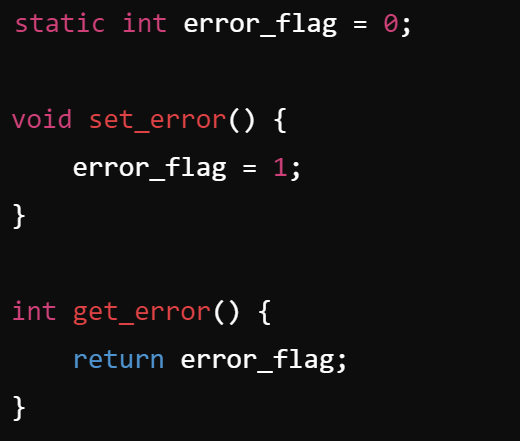 static int error_flag = 0;
void set_error() {
    error_flag = 1;
}
int get_error() {
    return error_flag;
}